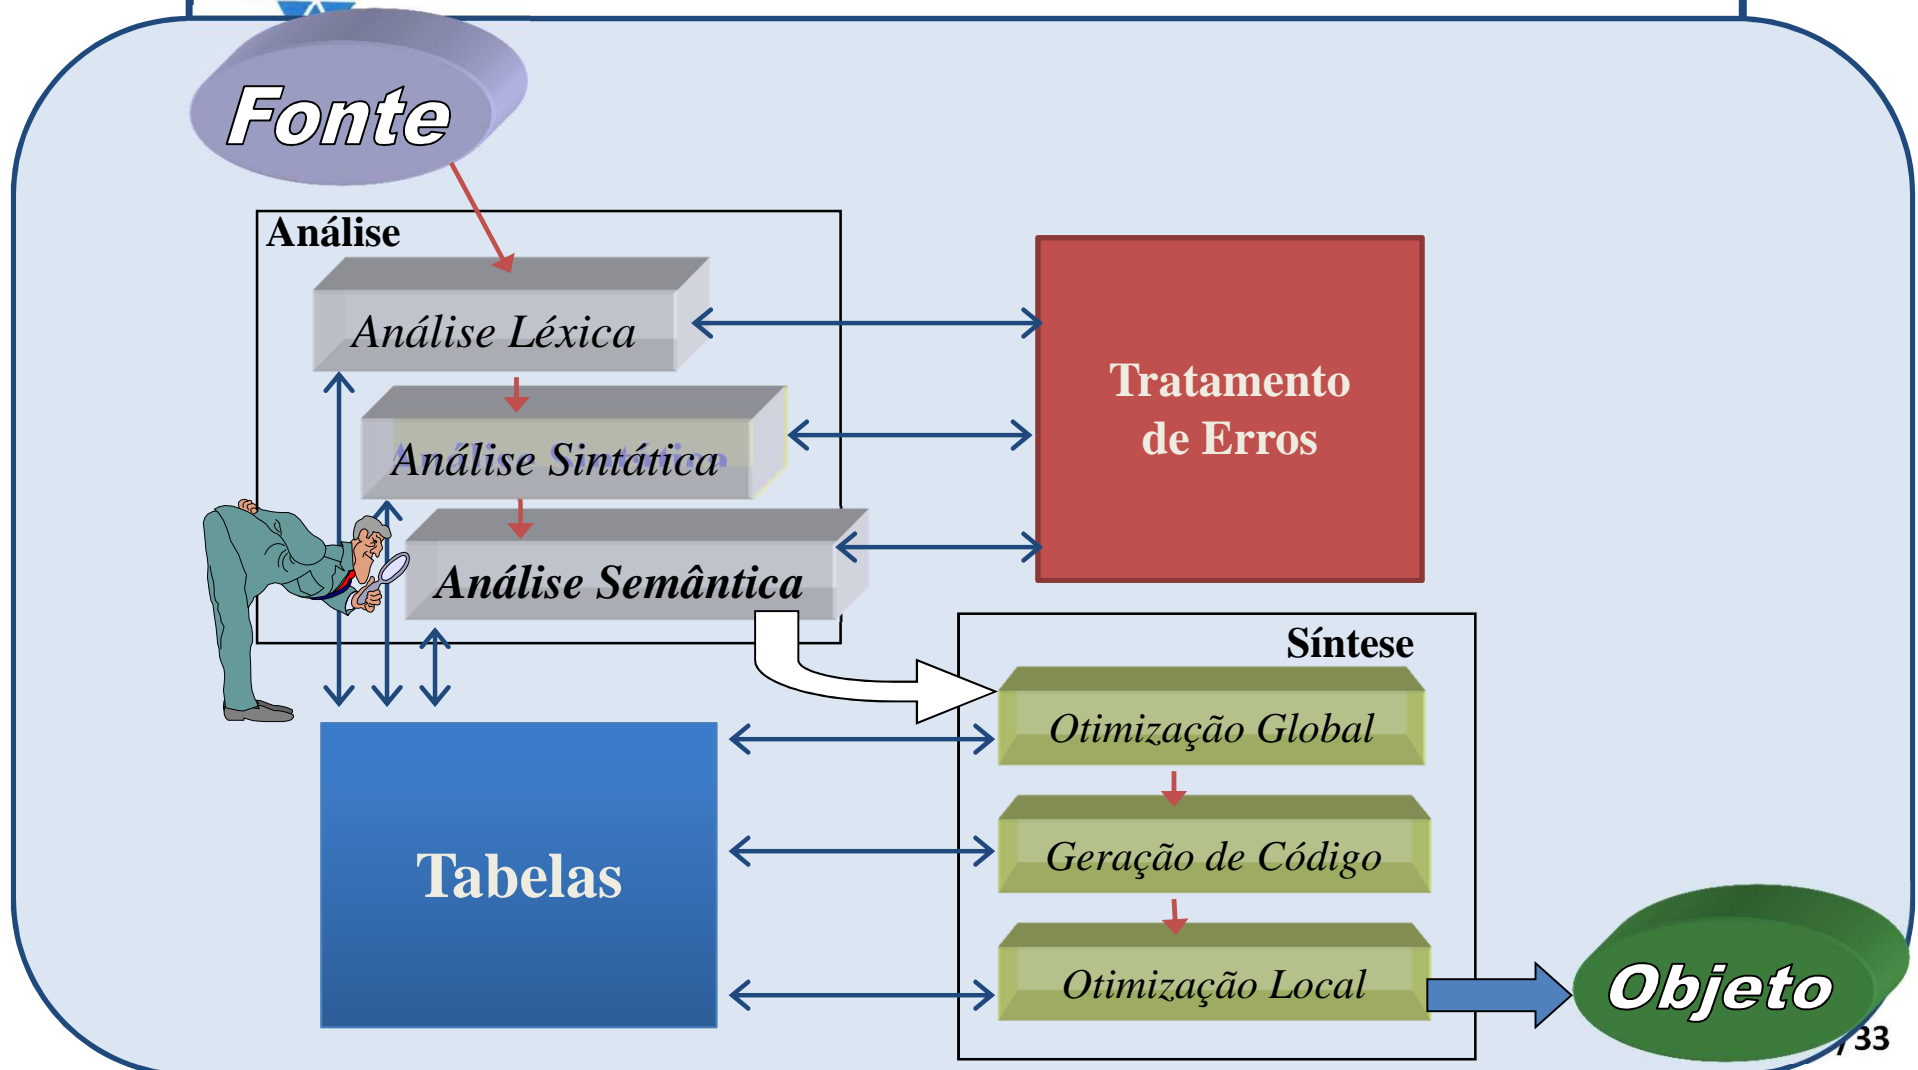 Fonte
Análise
Análise Léxica
Análise Sintática
Análise Semântica
Tratamento
de Erros
Síntese
Otimização Global
Geração de Código
Otimização Local
Tabelas
Objeto
/33